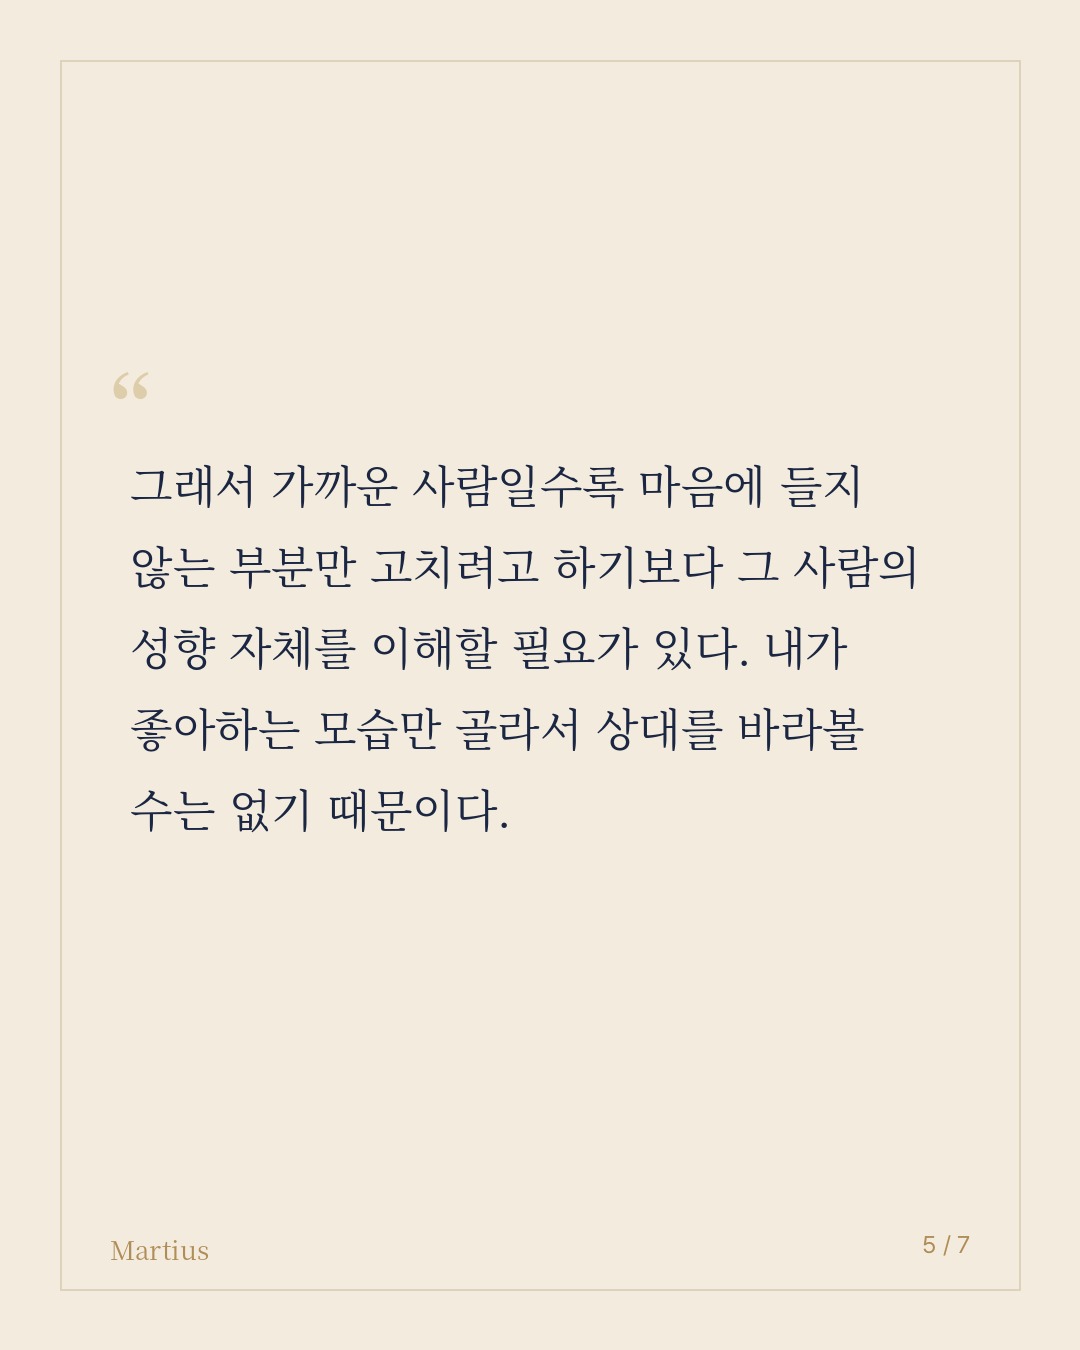 “
그래서 가까운 사람일수록 마음에 들지
않는 부분만 고치려고 하기보다 그 사람의
성향 자체를 이해할 필요가 있다. 내가
좋아하는 모습만 골라서 상대를 바라볼
수는 없기 때문이다.
Martius
5 / 7